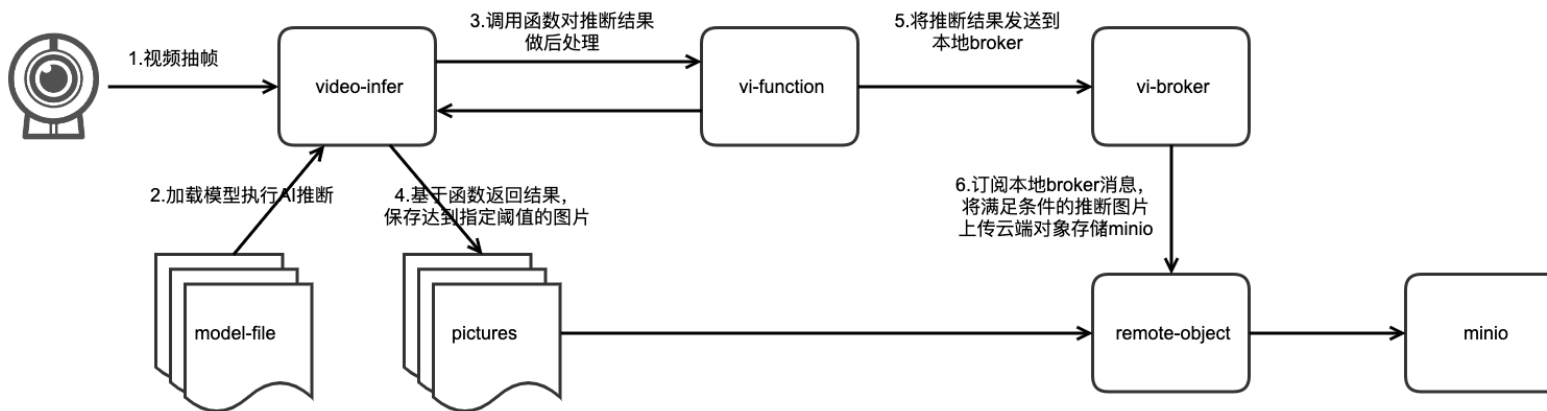 1.视频抽帧
video-infer
3.调用函数对推断结果
做后处理
vi-function
5.将推断结果发送到
本地broker
vi-broker
2.加载模型执行AI推断
4.基于函数返回结果，
保存达到指定阈值的图片
6.订阅本地broker消息，
将满足条件的推断图片
上传云端对象存储minio
model-file
pictures
remote-object
minio